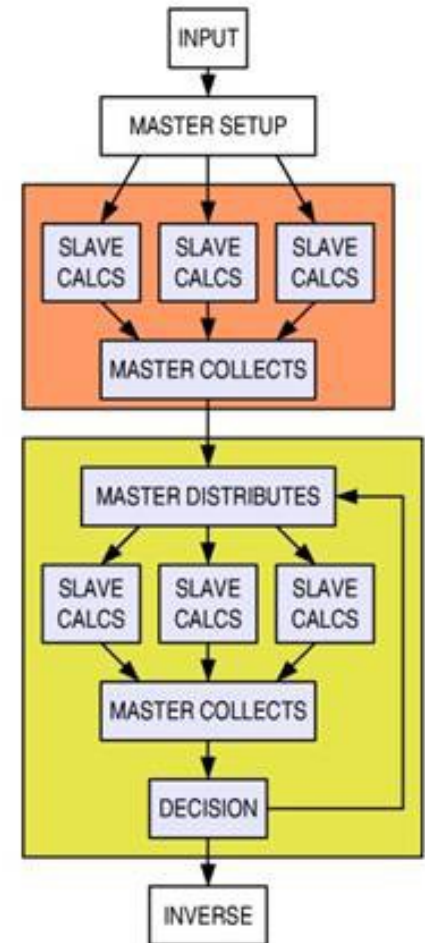 INPUT
MASTER SETUP
SLAVE CALCS
SLAVE CALCS
SLAVE CALCS
MASTER COLLECTS
MASTER DISTRIBUTES
SLAVE CALCS
SLAVE CALCS
SLAVE CALCS
MASTER COLLECTS
DECISION
INVERSE